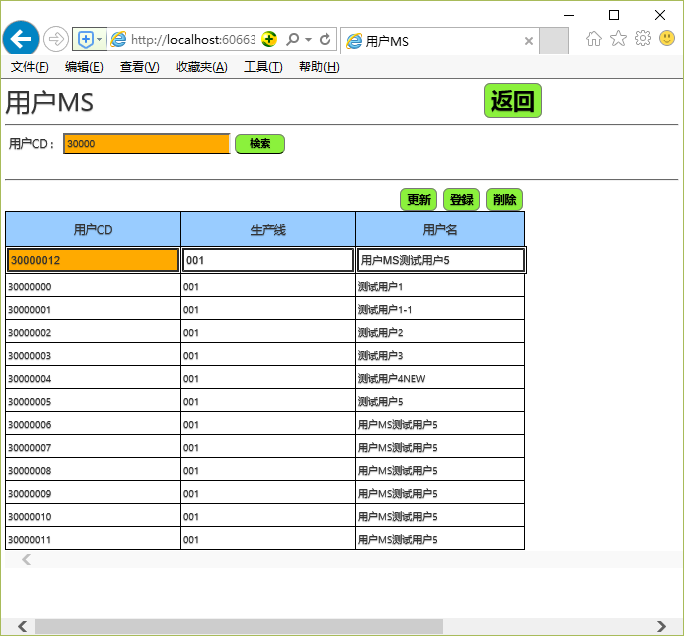 http://localhost:60663
用户MS
文件(F) 编辑(E) 查看(V) 收藏夹(A) 工具(T) 帮助(H)
用户MS 返回
用户CD： 30000 检索
更新 登録 削除
用户CD 生产线 用户名
30000012 001 用户MS测试用户5
30000000 001 测试用户1
30000001 001 测试用户1-1
30000002 001 测试用户2
30000003 001 测试用户3
30000004 001 测试用户4NEW
30000005 001 测试用户5
30000006 001 用户MS测试用户5
30000007 001 用户MS测试用户5
30000008 001 用户MS测试用户5
30000009 001 用户MS测试用户5
30000010 001 用户MS测试用户5
30000011 001 用户MS测试用户5